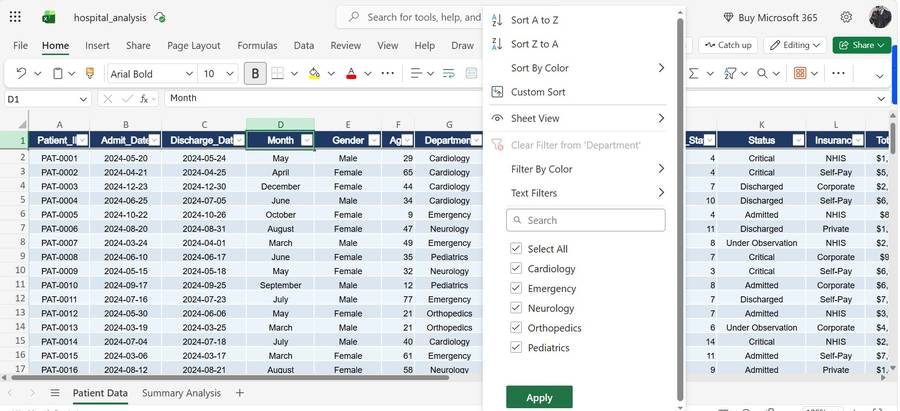 hospital_analysis
Search for tools, help, and
Buy Microsoft 365
File Home Insert Share Page Layout Formulas Data Review View Help Draw
Catch up Editing Share
Arial Bold 10 B A
D1 fx Month
A B C D E F G K L
1 Patient_I Admit_Date Discharge_Dat Month Gender Ag Departmen _Sta Status Insuranc Tot
2 PAT-0001 2024-05-20 2024-05-24 May Male 29 Cardiology 4 Critical NHIS $1,
3 PAT-0002 2024-04-21 2024-04-25 April Female 65 Cardiology 4 Critical Self-Pay $5,
4 PAT-0003 2024-12-23 2024-12-30 December Female 44 Cardiology 7 Discharged Corporate $2,
5 PAT-0004 2024-06-25 2024-07-05 June Male 34 Cardiology 10 Discharged Self-Pay $6,
6 PAT-0005 2024-10-22 2024-10-26 October Female 9 Emergency 4 Admitted NHIS $8
7 PAT-0006 2024-08-20 2024-08-31 August Female 47 Neurology 11 Discharged Private $1,
8 PAT-0007 2024-03-24 2024-04-01 March Male 49 Emergency 8 Under Observation NHIS $2,
9 PAT-0008 2024-06-10 2024-06-17 June Female 35 Pediatrics 7 Critical Corporate $9
10 PAT-0009 2024-05-15 2024-05-18 May Female 32 Neurology 3 Critical Self-Pay $6,
11 PAT-0010 2024-09-17 2024-09-25 September Male 12 Pediatrics 8 Admitted Corporate $2,
12 PAT-0011 2024-07-16 2024-07-23 July Male 77 Emergency 7 Discharged Self-Pay $7,
13 PAT-0012 2024-05-30 2024-06-06 May Female 21 Orthopedics 7 Admitted NHIS $6,
14 PAT-0013 2024-03-19 2024-03-25 March Male 21 Orthopedics 6 Under Observation Corporate $4,
15 PAT-0014 2024-07-04 2024-07-18 July Male 40 Cardiology 14 Critical NHIS $2,
16 PAT-0015 2024-03-06 2024-03-17 March Female 61 Emergency 11 Admitted Self-Pay $4,
17 PAT-0016 2024-08-12 2024-08-21 August Female 58 Neurology 9 Critical Private $1,
Sort A to Z
Sort Z to A
Sort By Color
Custom Sort
Sheet View
Clear Filter from 'Department'
Filter By Color
Text Filters
Search
Select All
Cardiology
Emergency
Neurology
Orthopedics
Pediatrics
Apply
Patient Data Summary Analysis